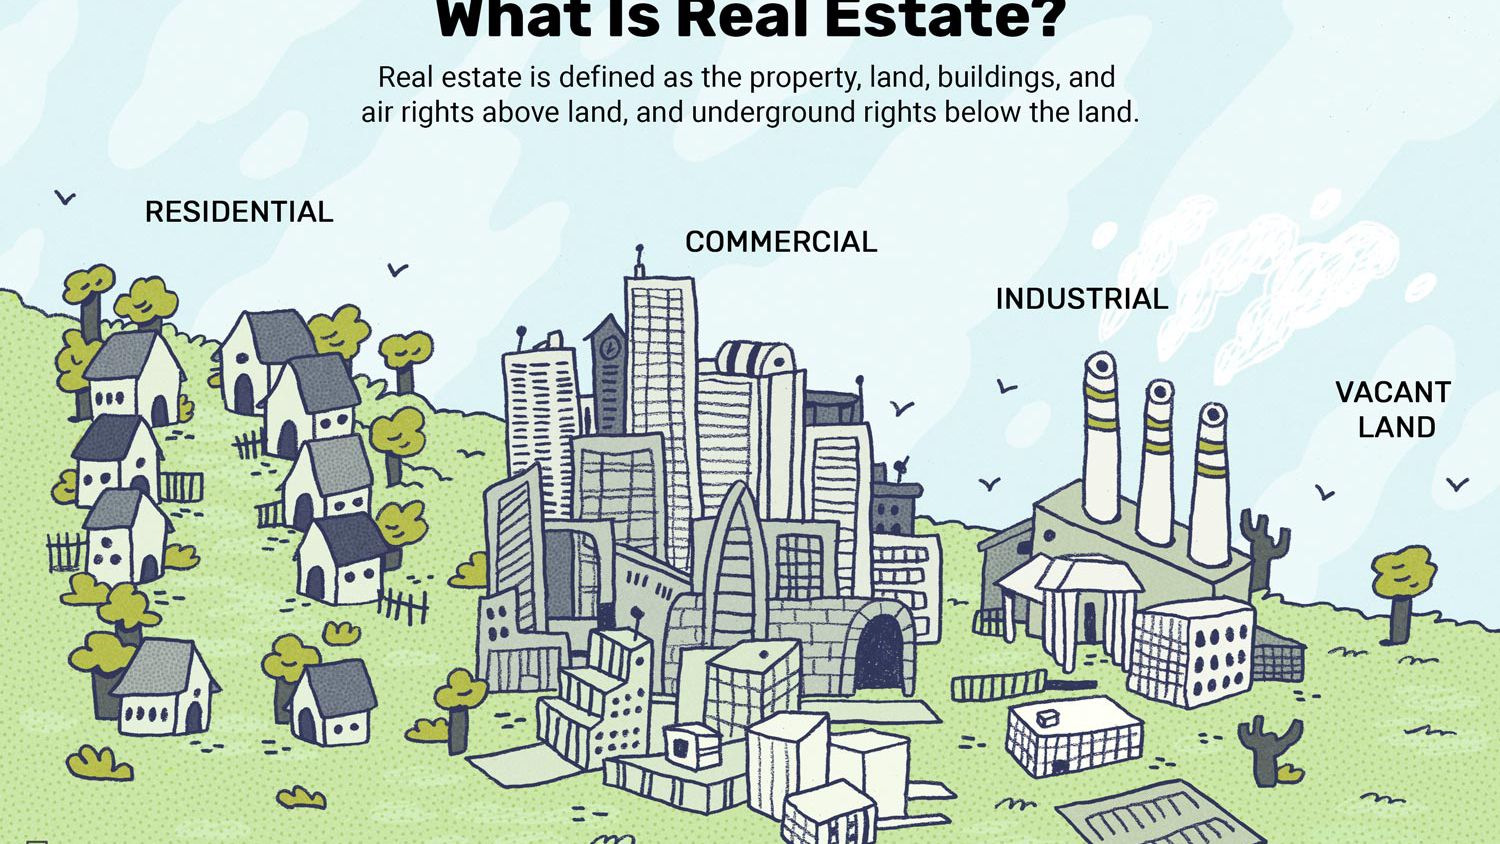 What Is Real Estate?
Real estate is defined as the property, land, buildings, and
air rights above land, and underground rights below the land.
RESIDENTIAL
COMMERCIAL
INDUSTRIAL
VACANT
LAND